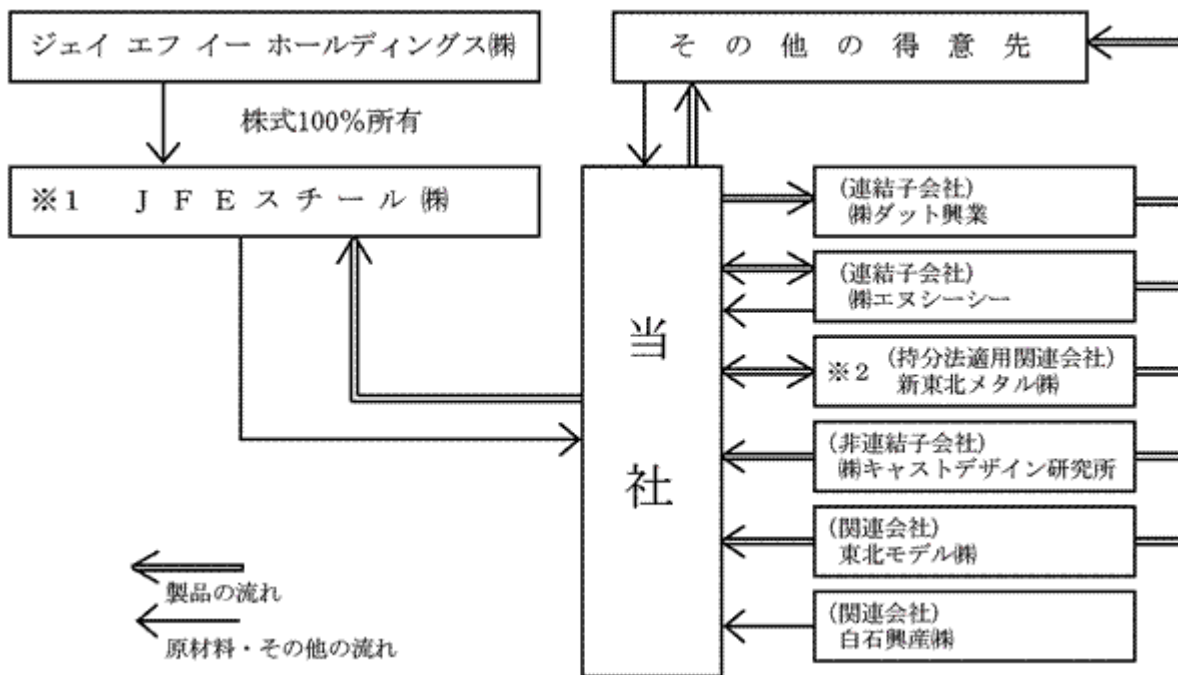 ジェイ エフ イー ホールディングス㈱
そ の 他 の 得 意 先
株式100%所有
※1 J F E ス チ ー ル ㈱
当社
(連結子会社)
㈱ダット興業
(連結子会社)
㈱エヌシーシー
※2 (持分法適用関連会社)
新東北メタル㈱
(非連結子会社)
㈱キャストデザイン研究所
(関連会社)
東北モデル㈱
(関連会社)
白石興産㈱
製品の流れ
原材料・その他の流れ